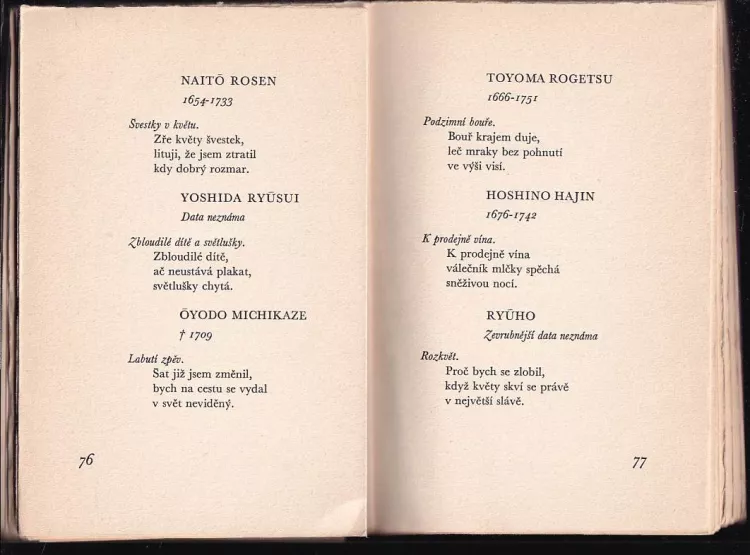 NAITŌ ROSEN
1654-1733
Švestky v květu.
Zře květy švestek,
lituji, že jsem ztratil
kdy dobrý rozmar.
YOSHIDA RYŪSUI
Data neznáma
Zbloudilé dítě a světlušky.
Zbloudilé dítě,
ač neustává plakat,
světlušky chytá.
ŌYODO MICHIKAZE
† 1709
Labutí zpěv.
Šat již jsem změnil,
bych na cestu se vydal
v svět neviděný.
76
TOYOMA ROGETSU
1666-1751
Podzimní bouře.
Bouř krajem duje,
leč mraky bez pohnutí
ve výši visí.
HOSHINO HAJIN
1676-1742
K prodejně vína.
K prodejně vína
válečník mlčky spěchá
sněživou nocí.
RYŪHO
Zevrubnější data neznáma
Rozkvět.
Proč bych se zlobil,
když květy skví se právě
v největší slávě.
77